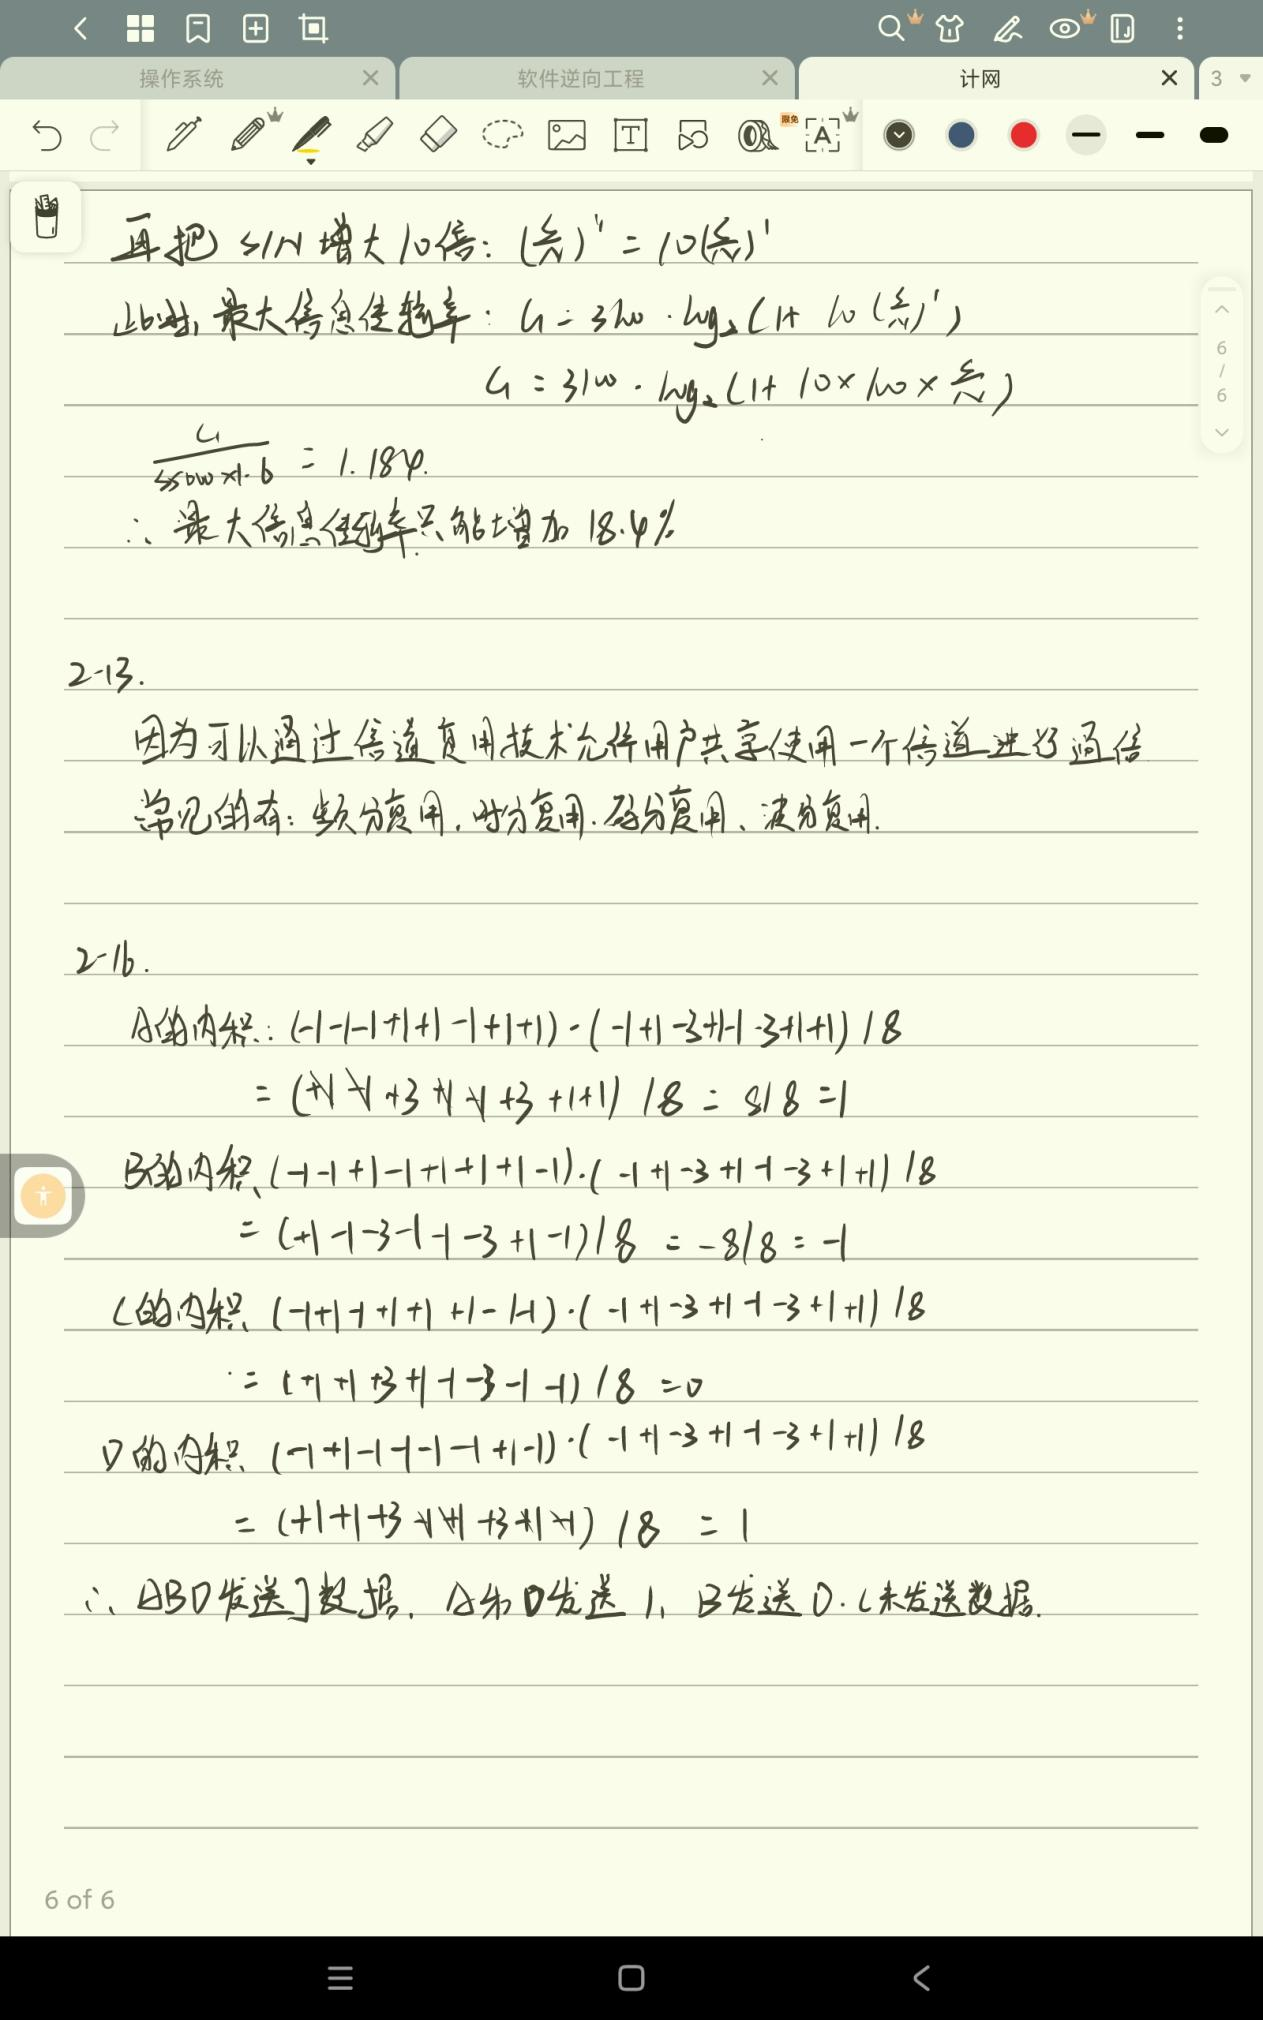 操作系统
软件逆向工程
计网
3
限免
再把 S/N 增大10倍: (S/N)'' = 10(S/N)'
此时, 最大信息传输率: C₁ = 3100 · log₂(1+ 10 (S/N)')
C₁ = 3100 · log₂(1+ 10×100 × S/N)
C₁/35000×1.6 = 1.184.
∴ 最大信息传输率只能增加 18.4%
6
/
6
2-13.
因为可以通过信道复用技术允许用户共享使用一个信道进行通信
常见的有: 频分复用、时分复用、码分复用、波分复用.
2-16.
A的内积: (-1-1-1+1+1-1+1+1)·(-1+1-3+1-1-3+1+1)/8
= (+1-1+3+1-1+3+1+1)/8 = 8/8 =1
B的内积 (-1-1+1-1+1+1+1-1)·(-1+1-3+1-1-3+1+1)/8
= (+1-1-3-1-1-3+1-1)/8 = -8/8 = -1
C的内积 (-1+1-1+1+1+1-1-1)·(-1+1-3+1-1-3+1+1)/8
= (+1+1+3+1-1-3-1-1)/8 =0
D的内积 (-1+1-1-1-1-1+1-1)·(-1+1-3+1-1-3+1+1)/8
= (+1+1+3-1+1+3+1-1)/8 = 1
∴ ABD发送了数据, A和D发送1, B发送0. C未发送数据.
6 of 6